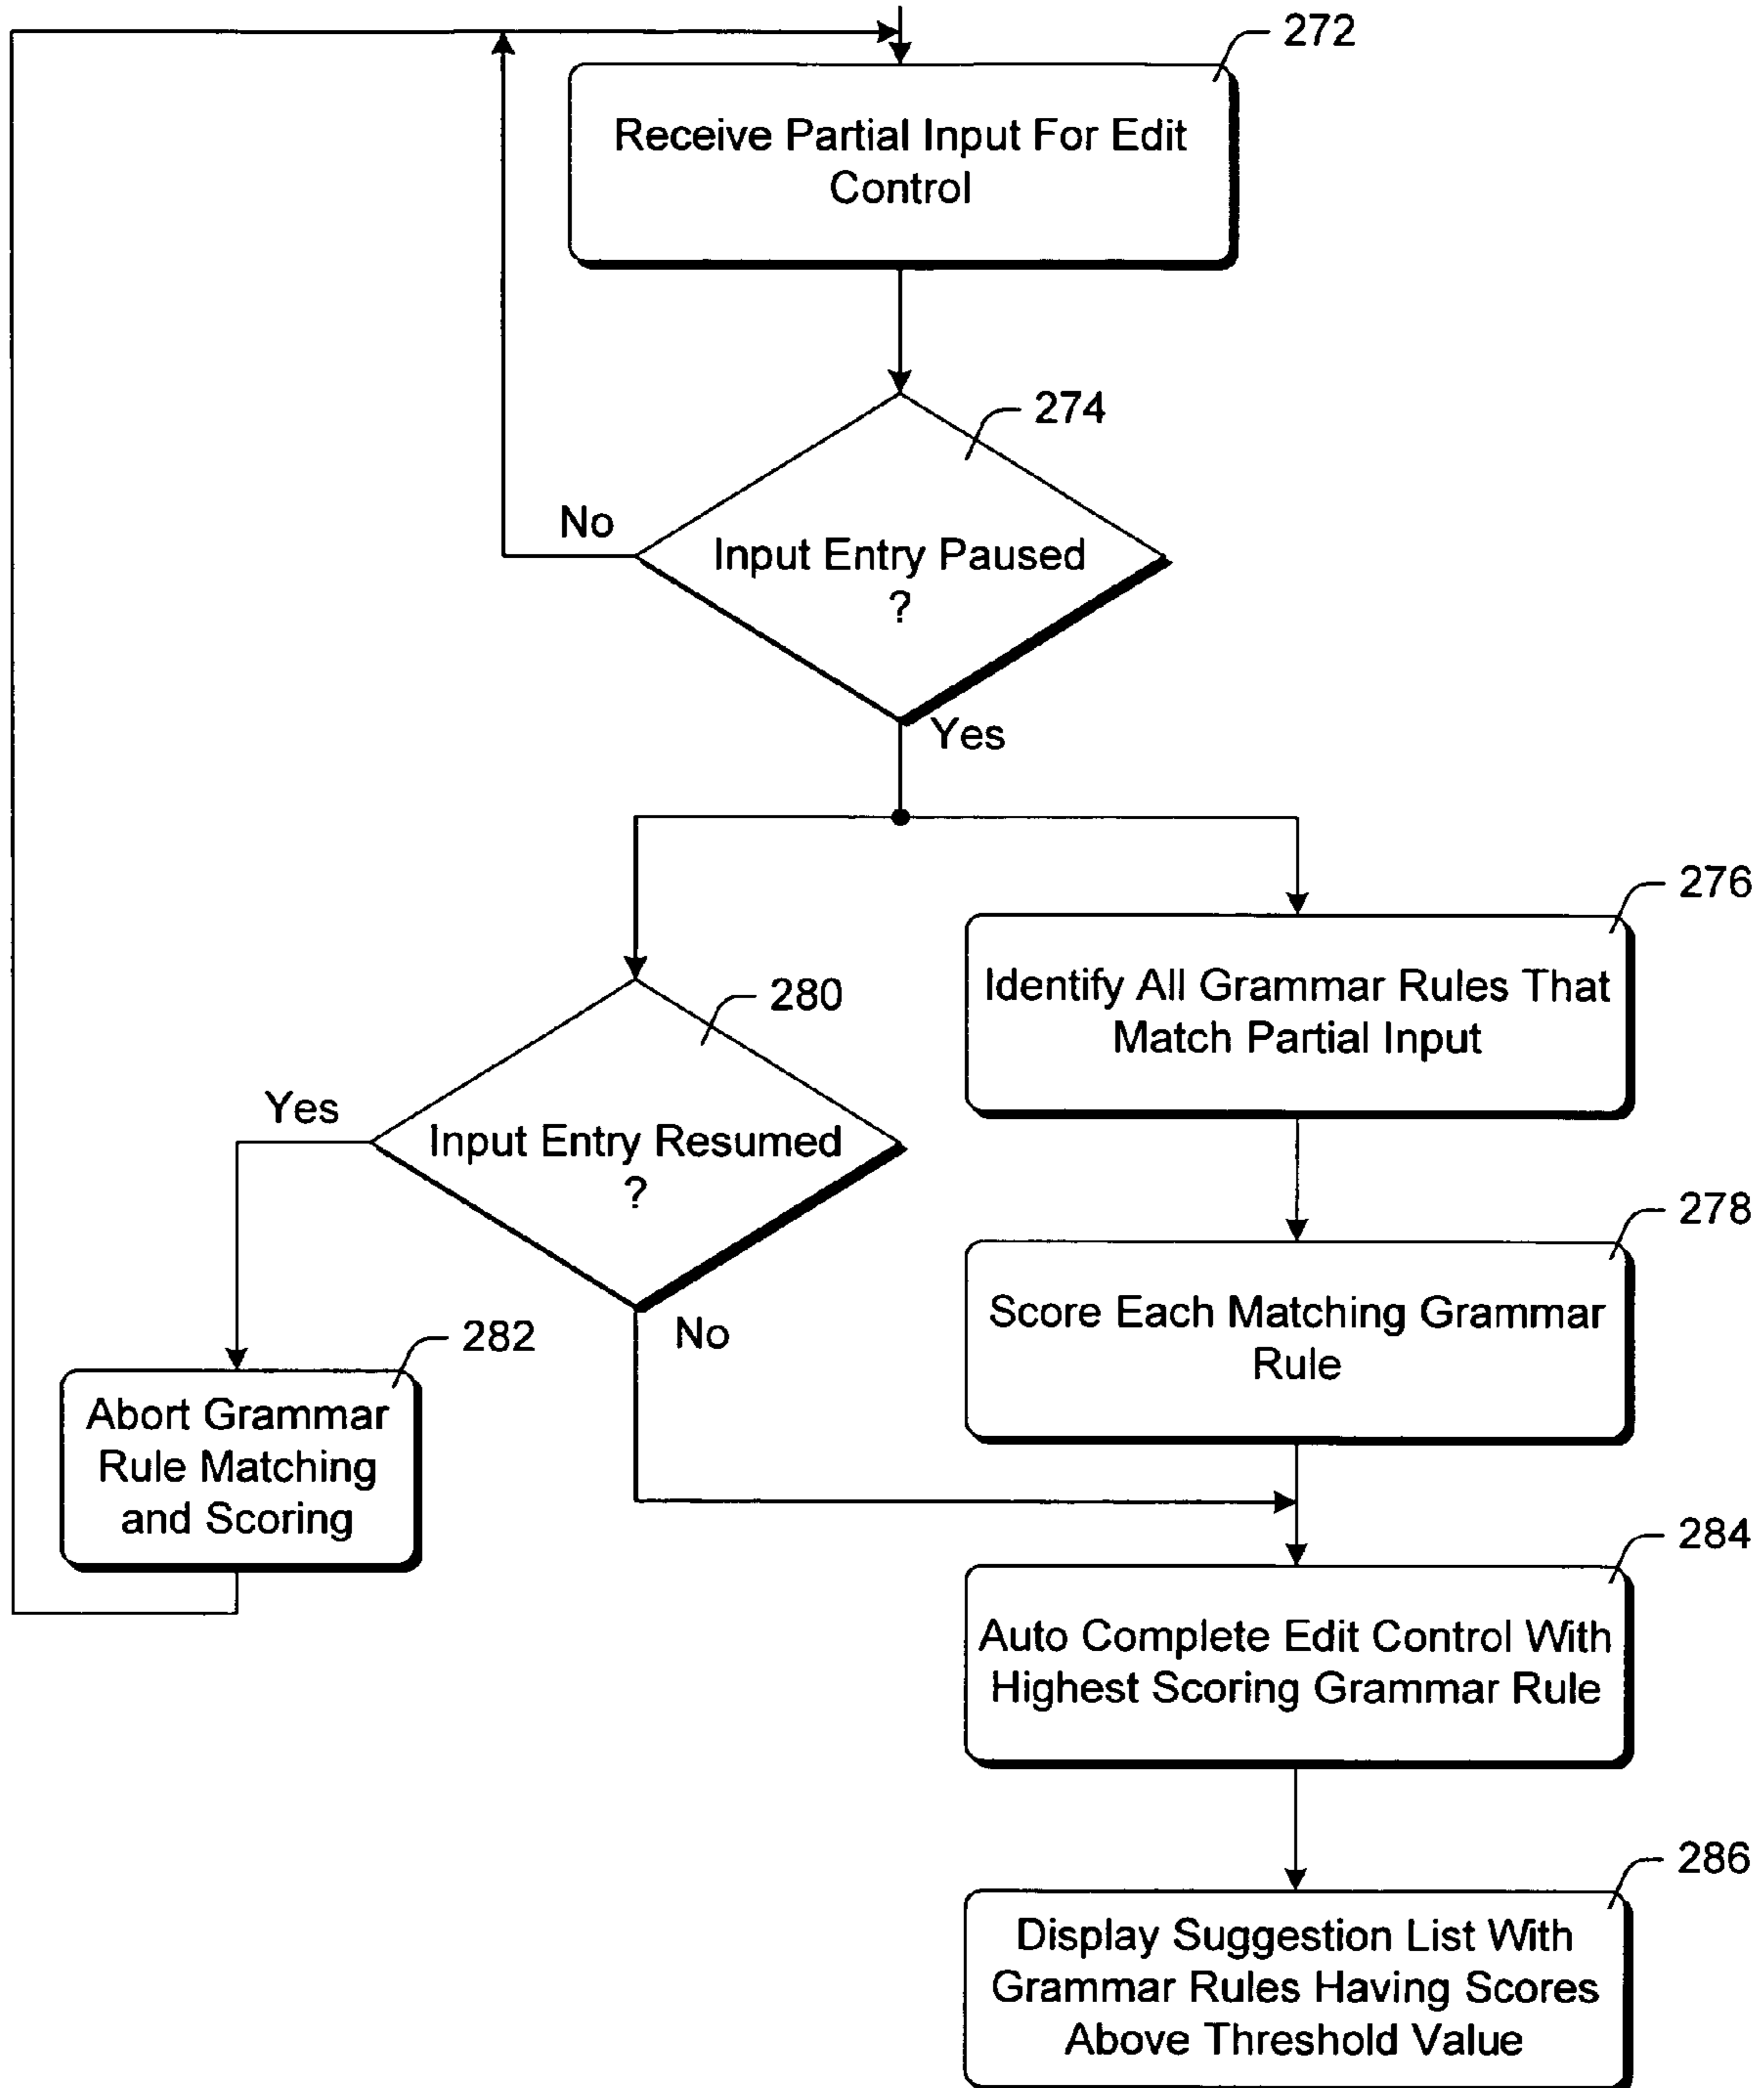 272
Receive Partial Input For Edit
Control
274
No
Input Entry Paused
?
Yes
276
Identify All Grammar Rules That
Match Partial Input
280
Yes
Input Entry Resumed
?
No
278
Score Each Matching Grammar
Rule
282
Abort Grammar
Rule Matching
and Scoring
284
Auto Complete Edit Control With
Highest Scoring Grammar Rule
286
Display Suggestion List With
Grammar Rules Having Scores
Above Threshold Value